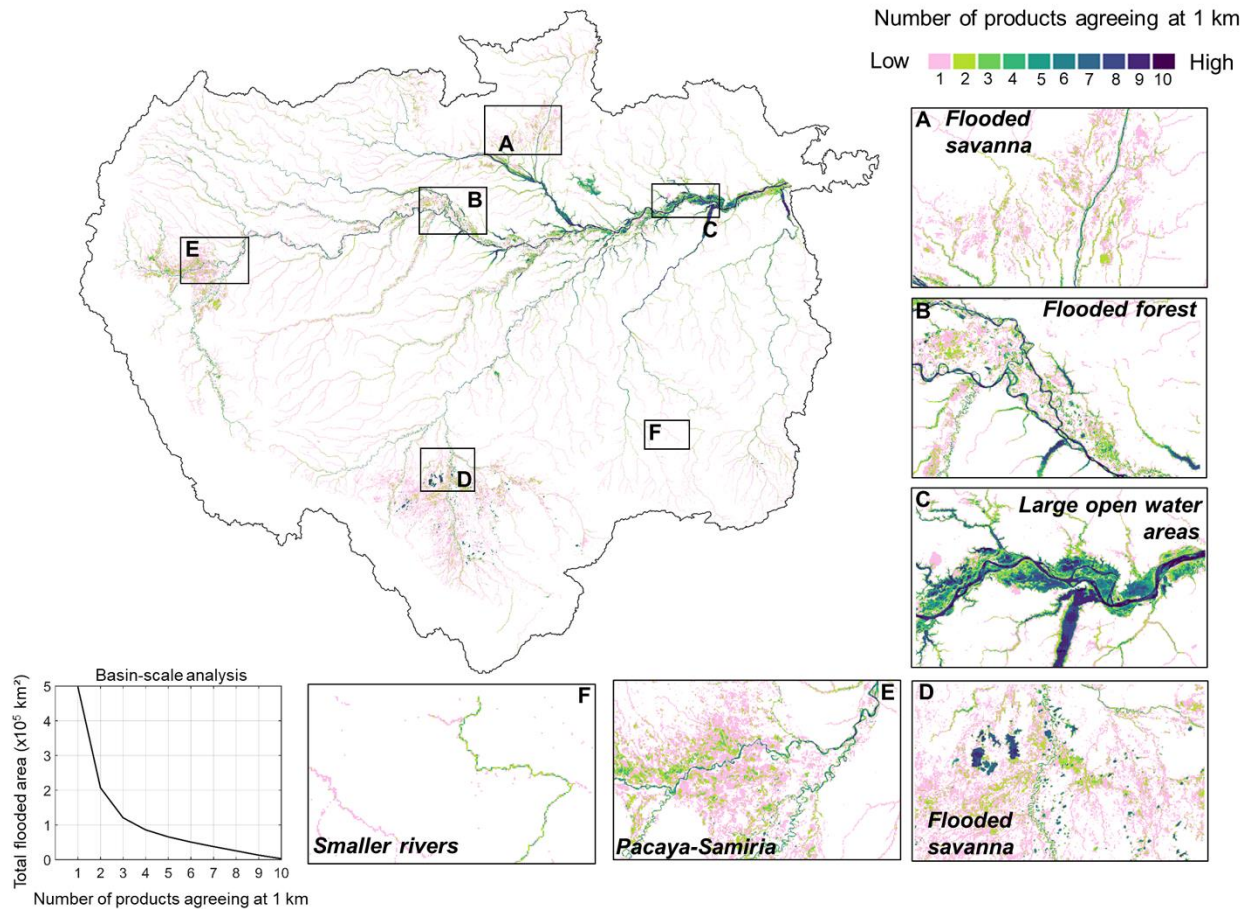 Number of products agreeing at 1 km
Low
High
1 2 3 4 5 6 7 8 9 10
A
B
C
D
E
F
A
Flooded
savanna
B
Flooded forest
C
Large open water
areas
D
Flooded
savanna
E
Pacaya-Samiria
F
Smaller rivers
Basin-scale analysis
Total flooded area (x10⁵ km²)
5
4
3
2
1
0
1 2 3 4 5 6 7 8 9 10
Number of products agreeing at 1 km